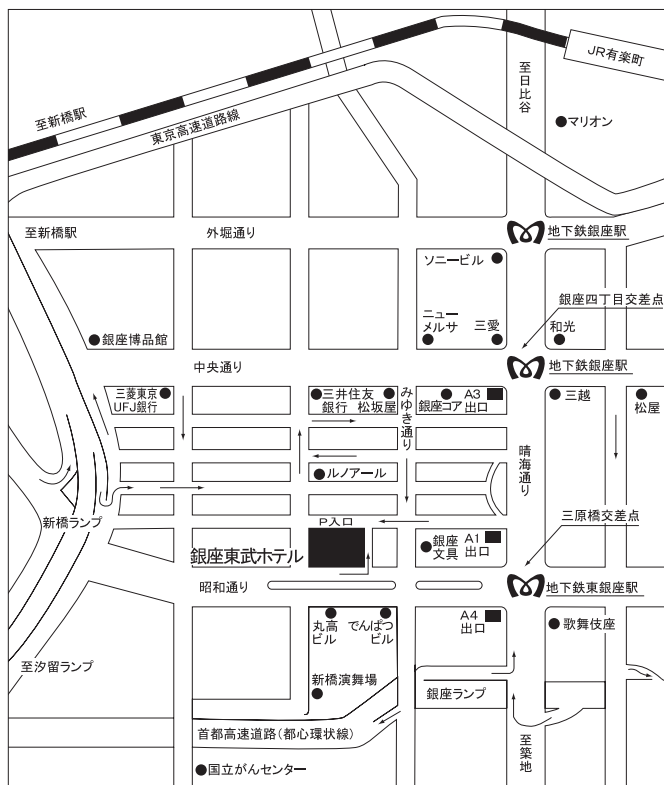 JR有楽町
至新橋駅
至日比谷
東京高速道路線
マリオン
至新橋駅
外堀通り
地下鉄銀座駅
ソニービル
銀座四丁目交差点
ニュー
メルサ
三愛
和光
銀座博品館
中央通り
地下鉄銀座駅
三菱東京
UFJ銀行
三井住友
銀行
松坂屋
みゆき通り
銀座コア
A3
出口
三越
松屋
晴海通り
ルノアール
新橋ランプ
P入口
三原橋交差点
銀座東武ホテル
銀座
文具
A1
出口
昭和通り
地下鉄東銀座駅
丸高
ビル
でんぱつ
ビル
A4
出口
歌舞伎座
至汐留ランプ
新橋演舞場
銀座ランプ
首都高速道路(都心環状線)
至築地
国立がんセンター